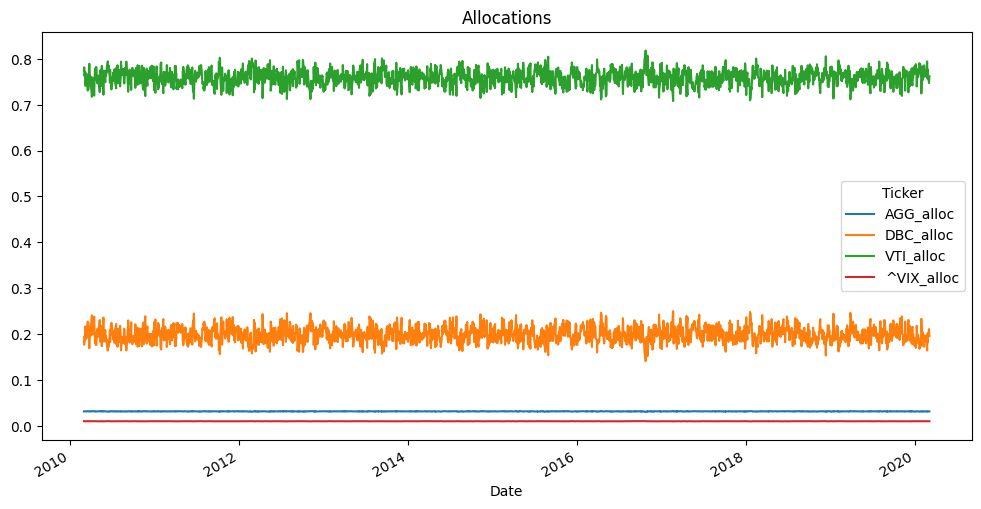 Allocations
0.8
0.7
0.6
0.5
0.4
0.3
0.2
0.1
0.0
Ticker
AGG_alloc
DBC_alloc
VTI_alloc
^VIX_alloc
2010
2012
2014
2016
2018
2020
Date